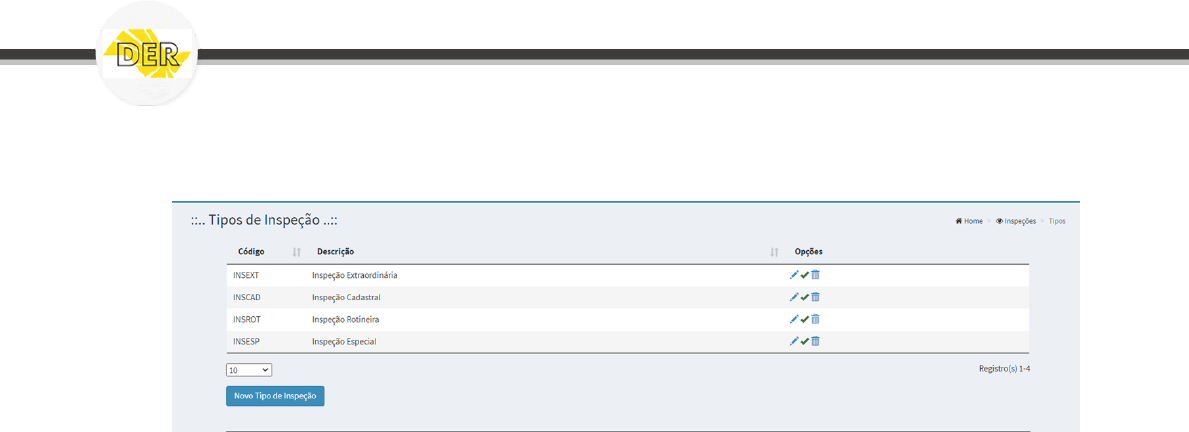 DER
::.. Tipos de Inspeção ..::
Home > Inspeções > Tipos
Código Descrição Opções
INSEXT Inspeção Extraordinária
INSCAD Inspeção Cadastral
INSROT Inspeção Rotineira
INSESP Inspeção Especial
10 Registro(s) 1-4
Novo Tipo de Inspeção